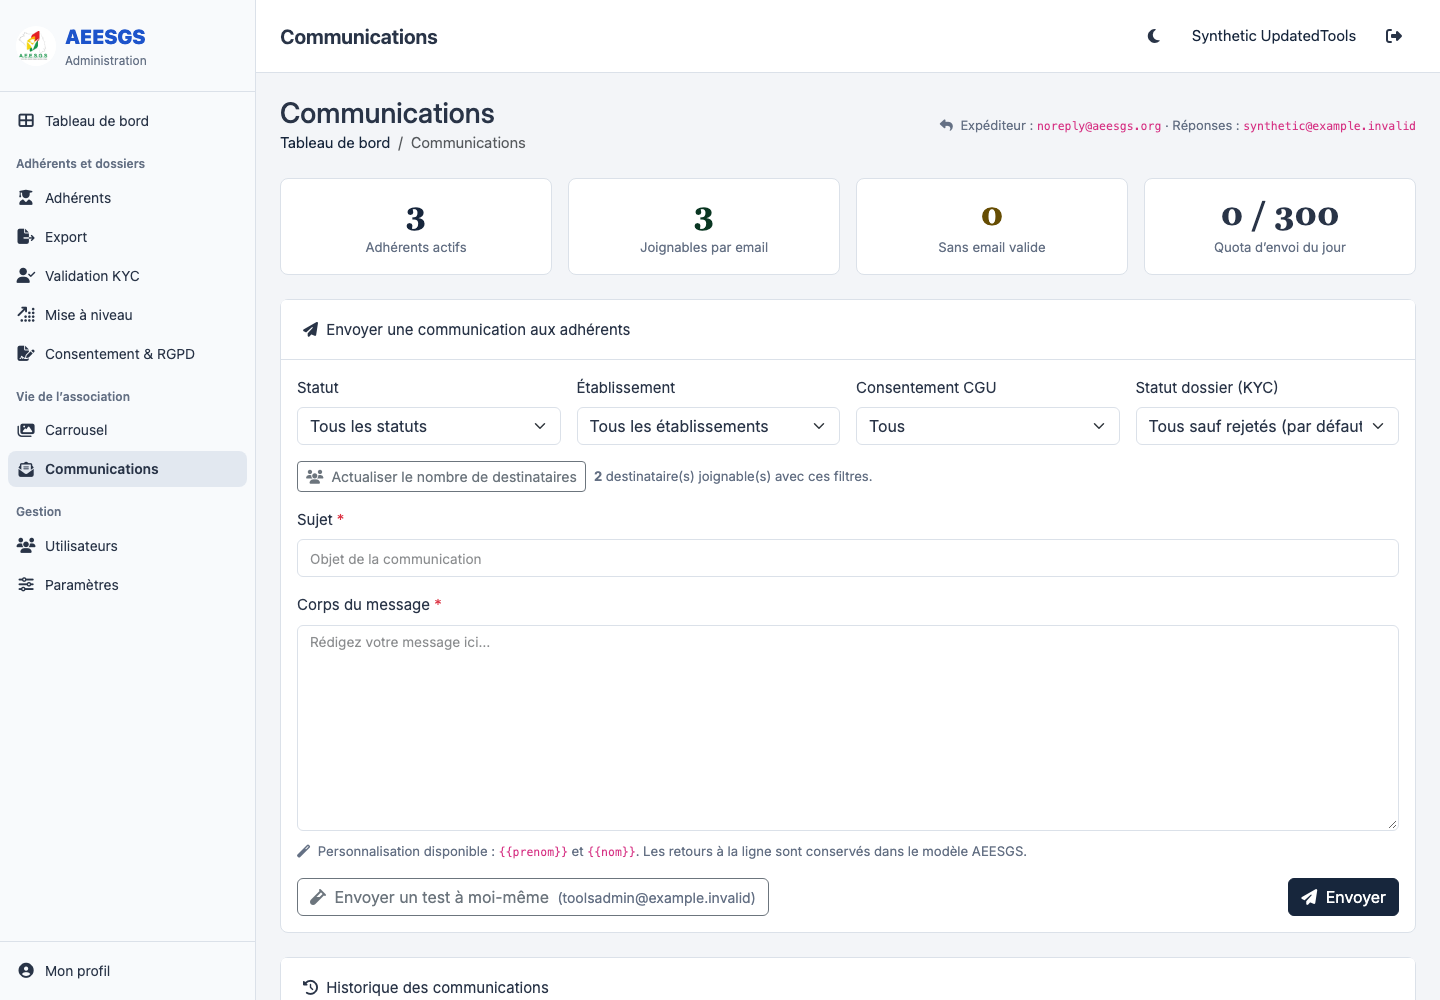 AEESGS
AEESGS
Administration
Tableau de bord
Adhérents et dossiers
Adhérents
Export
Validation KYC
Mise à niveau
Consentement & RGPD
Vie de l’association
Carrousel
Communications
Gestion
Utilisateurs
Paramètres
Mon profil
Communications
Synthetic UpdatedTools
Communications
Tableau de bord / Communications
Expéditeur : noreply@aeesgs.org · Réponses : synthetic@example.invalid
3
Adhérents actifs
3
Joignables par email
0
Sans email valide
0 / 300
Quota d’envoi du jour
Envoyer une communication aux adhérents
Statut
Tous les statuts
Établissement
Tous les établissements
Consentement CGU
Tous
Statut dossier (KYC)
Tous sauf rejetés (par défaut
Actualiser le nombre de destinataires
2 destinataire(s) joignable(s) avec ces filtres.
Sujet *
Objet de la communication
Corps du message *
Rédigez votre message ici...
Personnalisation disponible : {{prenom}} et {{nom}}. Les retours à la ligne sont conservés dans le modèle AEESGS.
Envoyer un test à moi-même (toolsadmin@example.invalid)
Envoyer
Historique des communications